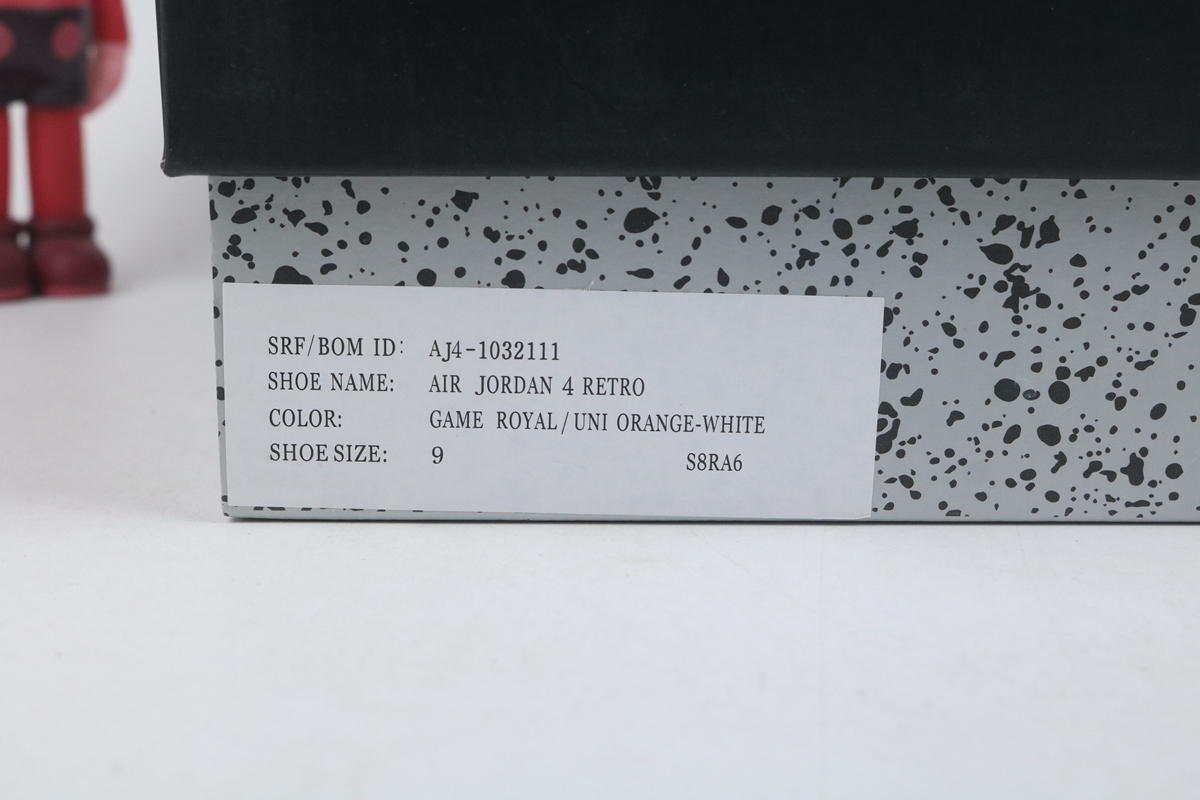 SRF/BOM ID: AJ4-1032111
SHOE NAME: AIR JORDAN 4 RETRO
COLOR: GAME ROYAL/UNI ORANGE-WHITE
SHOE SIZE: 9 S8RA6